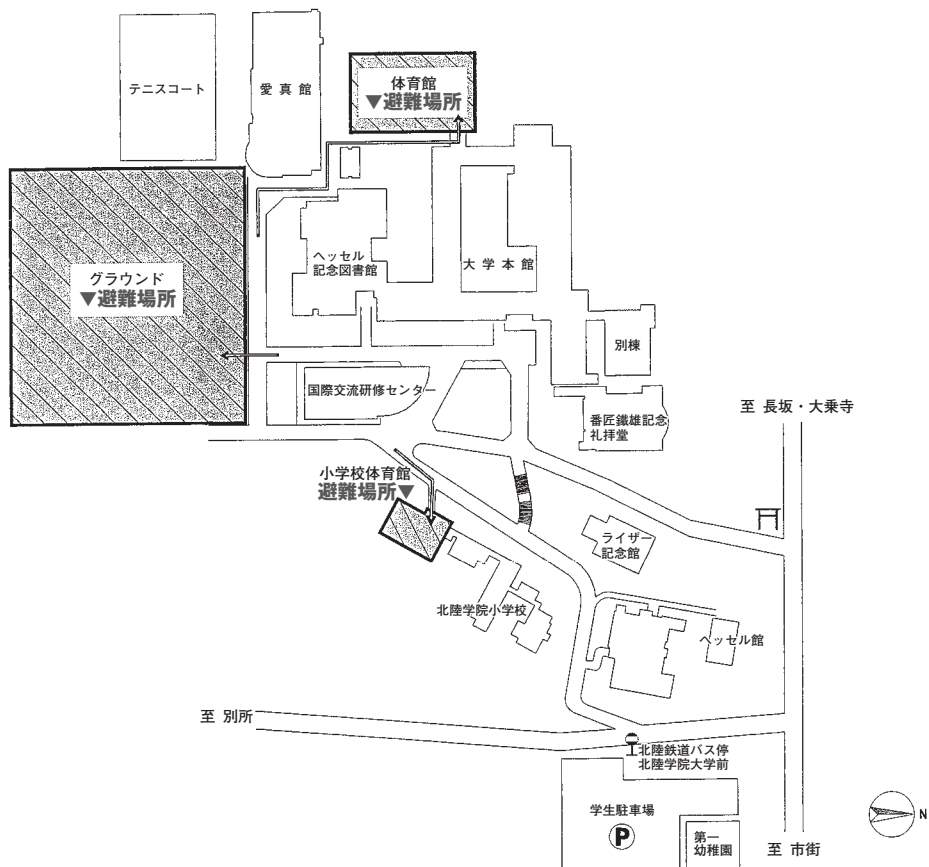 テニスコート
愛真館
体育館
▼避難場所
グラウンド
▼避難場所
ヘッセル
記念図書館
大学本館
別棟
国際交流研修センター
番匠鐵雄記念
礼拝堂
至 長坂・大乗寺
小学校体育館
避難場所▼
ライザー
記念館
北陸学院小学校
ヘッセル館
至 別所
北陸鉄道バス停
北陸学院大学前
学生駐車場
P
第一
幼稚園
至 市街
N